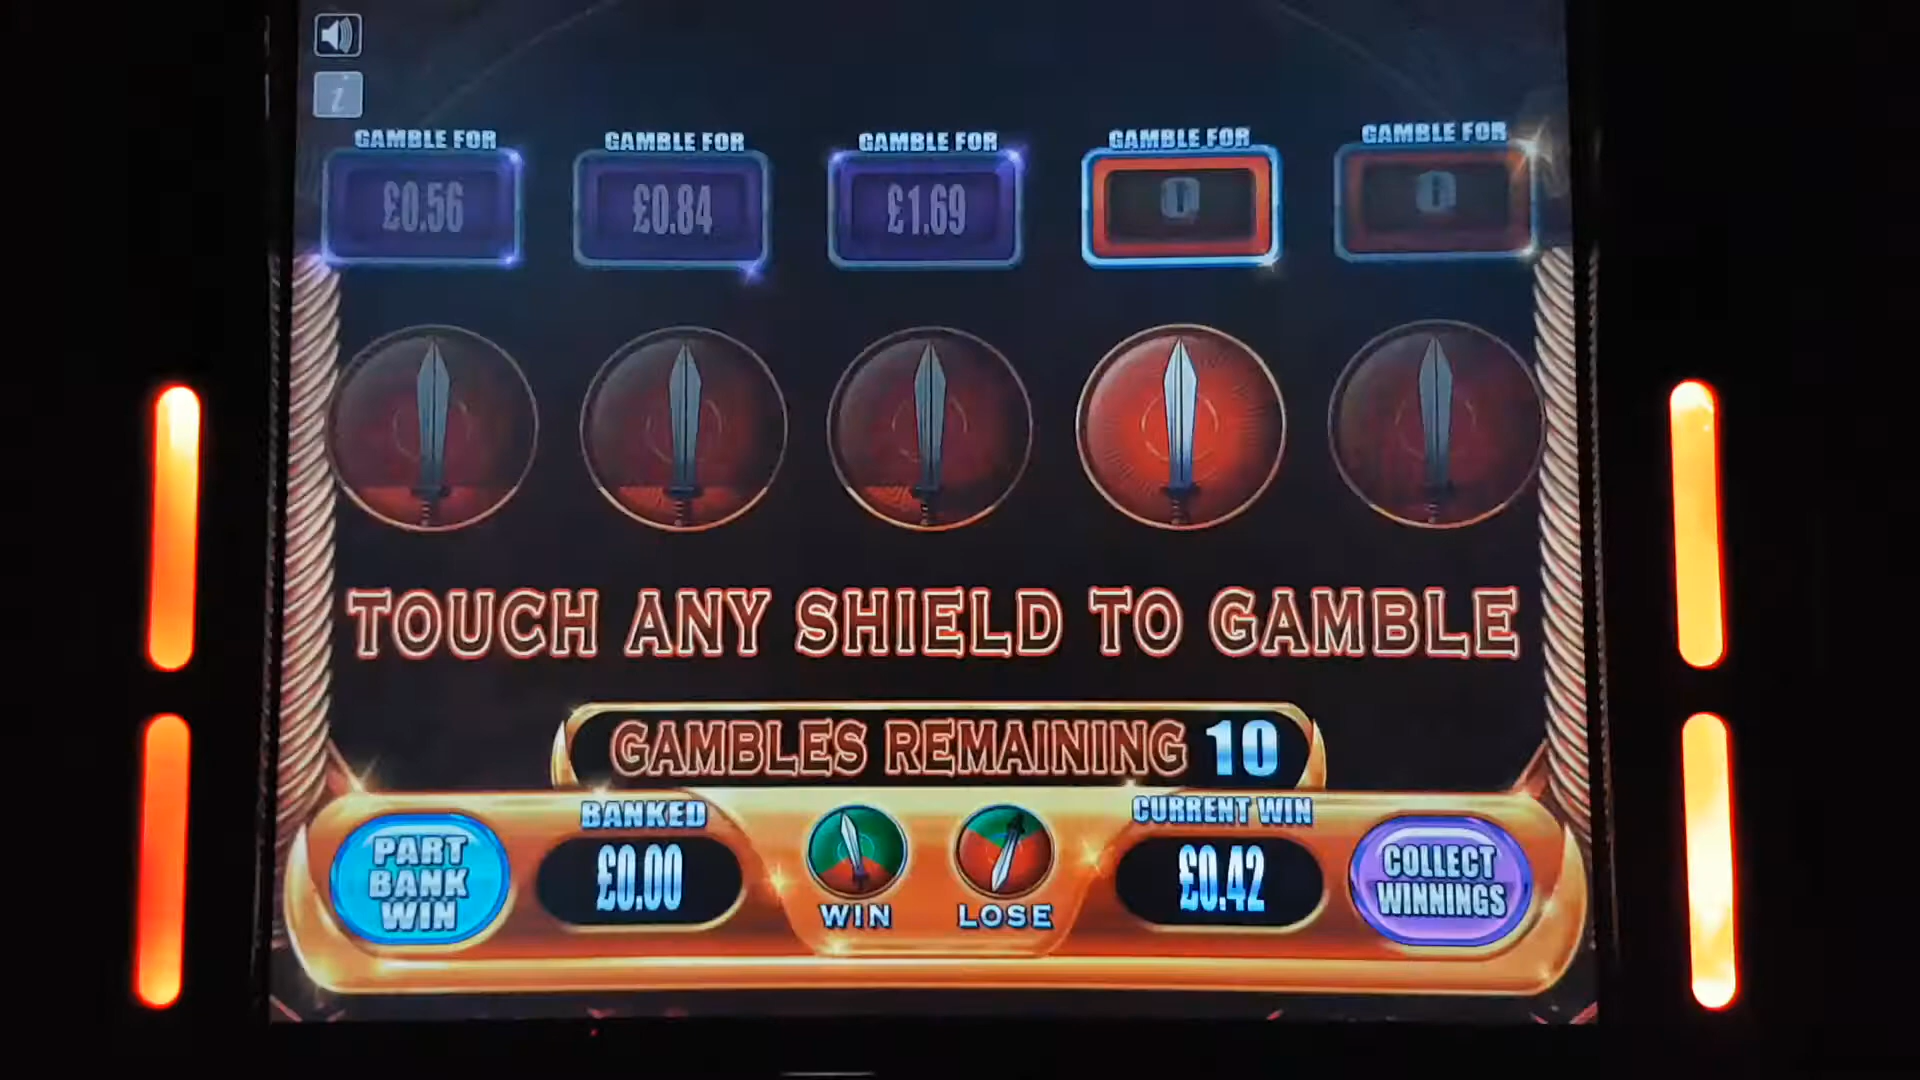 i
GAMBLE FOR
GAMBLE FOR
GAMBLE FOR
GAMBLE FOR
GAMBLE FOR
£0.56
£0.84
£1.69
0
0
TOUCH ANY SHIELD TO GAMBLE
GAMBLES REMAINING 10
PART
BANK
WIN
BANKED
£0.00
WIN
LOSE
CURRENT WIN
£0.42
COLLECT
WINNINGS